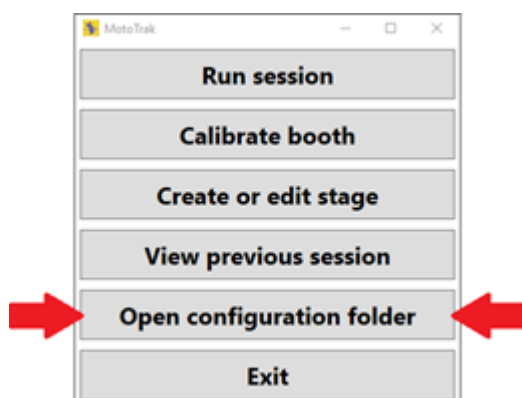 MotoTrak
Run session
Calibrate booth
Create or edit stage
View previous session
Open configuration folder
Exit